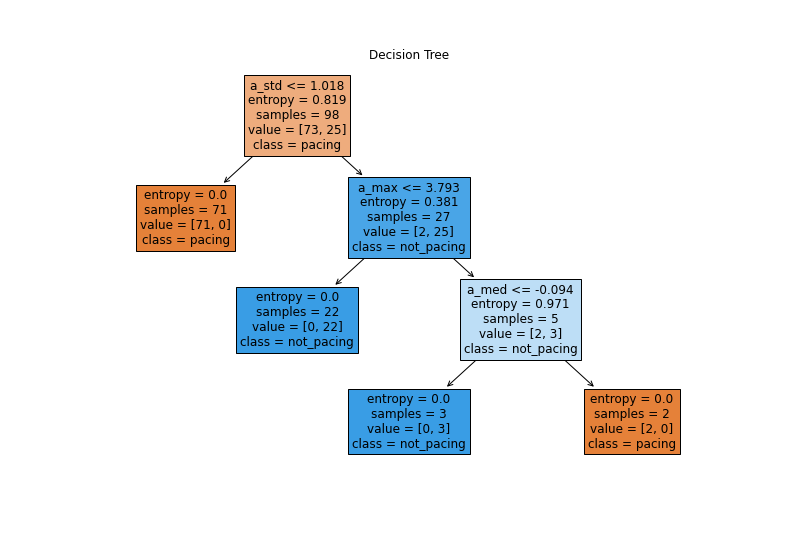 Decision Tree
a_std <= 1.018
entropy = 0.819
samples = 98
value = [73, 25]
class = pacing
entropy = 0.0
samples = 71
value = [71, 0]
class = pacing
a_max <= 3.793
entropy = 0.381
samples = 27
value = [2, 25]
class = not_pacing
entropy = 0.0
samples = 22
value = [0, 22]
class = not_pacing
a_med <= -0.094
entropy = 0.971
samples = 5
value = [2, 3]
class = not_pacing
entropy = 0.0
samples = 3
value = [0, 3]
class = not_pacing
entropy = 0.0
samples = 2
value = [2, 0]
class = pacing